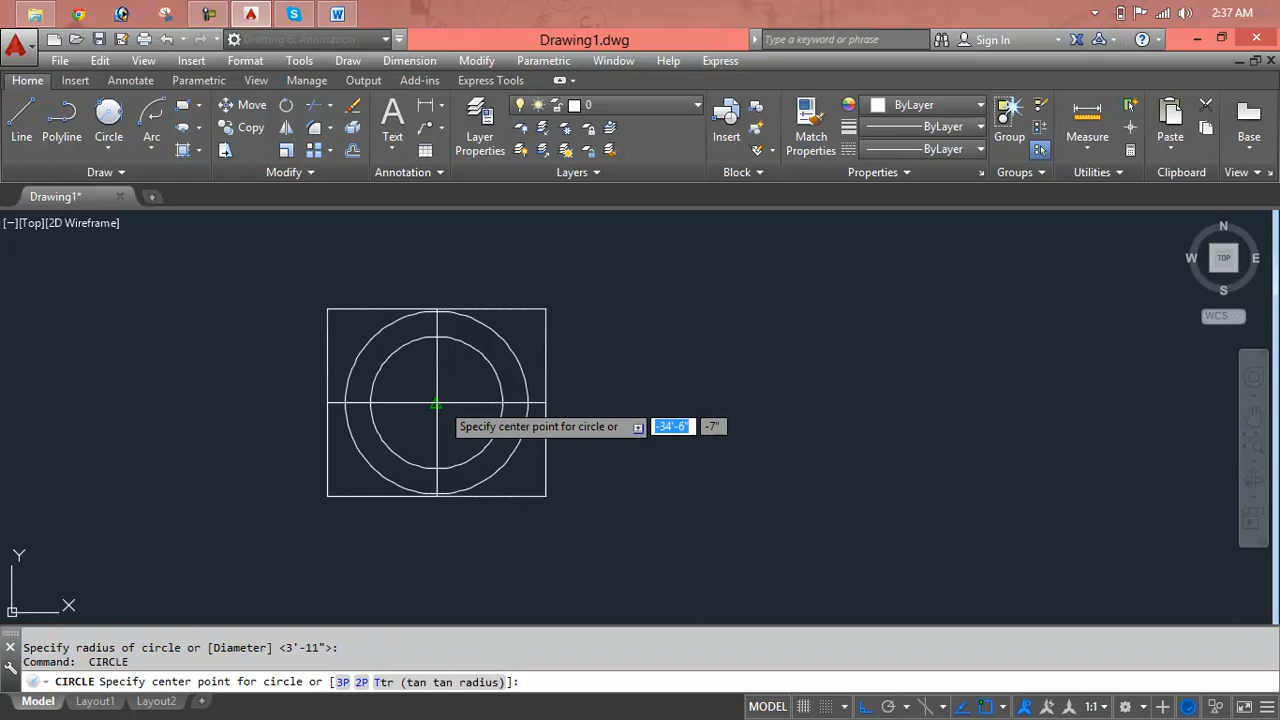 2:37 AM
Drafting & Annotation
Drawing1.dwg
Type a keyword or phrase
Sign In
File Edit View Insert Format Tools Draw Dimension Modify Parametric Window Help Express
Home Insert Annotate Parametric View Manage Output Add-ins Express Tools
Line Polyline Circle Arc
Move
Copy
Text
Layer Properties
0
Insert
Match Properties
ByLayer
ByLayer
ByLayer
Group
Measure
Paste
Base
Draw Modify Annotation Layers Block Properties Groups Utilities Clipboard View
Drawing1*
[−][Top][2D Wireframe]
N
W TOP E
S
WCS
Specify center point for circle or -34'-6" -7"
Y
X
Specify radius of circle or [Diameter] <3'-11">:
Command: CIRCLE
CIRCLE Specify center point for circle or [3P 2P Ttr (tan tan radius)]:
Model Layout1 Layout2
MODEL 1:1